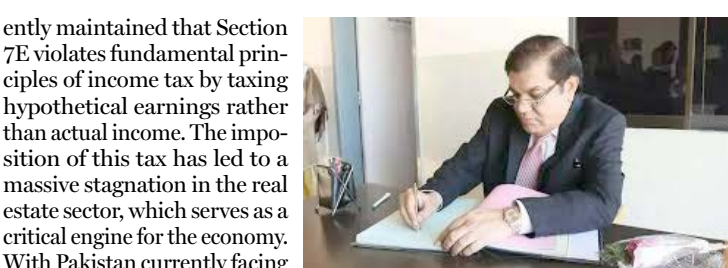 ently maintained that Section
7E violates fundamental prin-
ciples of income tax by taxing
hypothetical earnings rather
than actual income. The impo-
sition of this tax has led to a
massive stagnation in the real
estate sector, which serves as a
critical engine for the economy.
With Pakistan currently facing